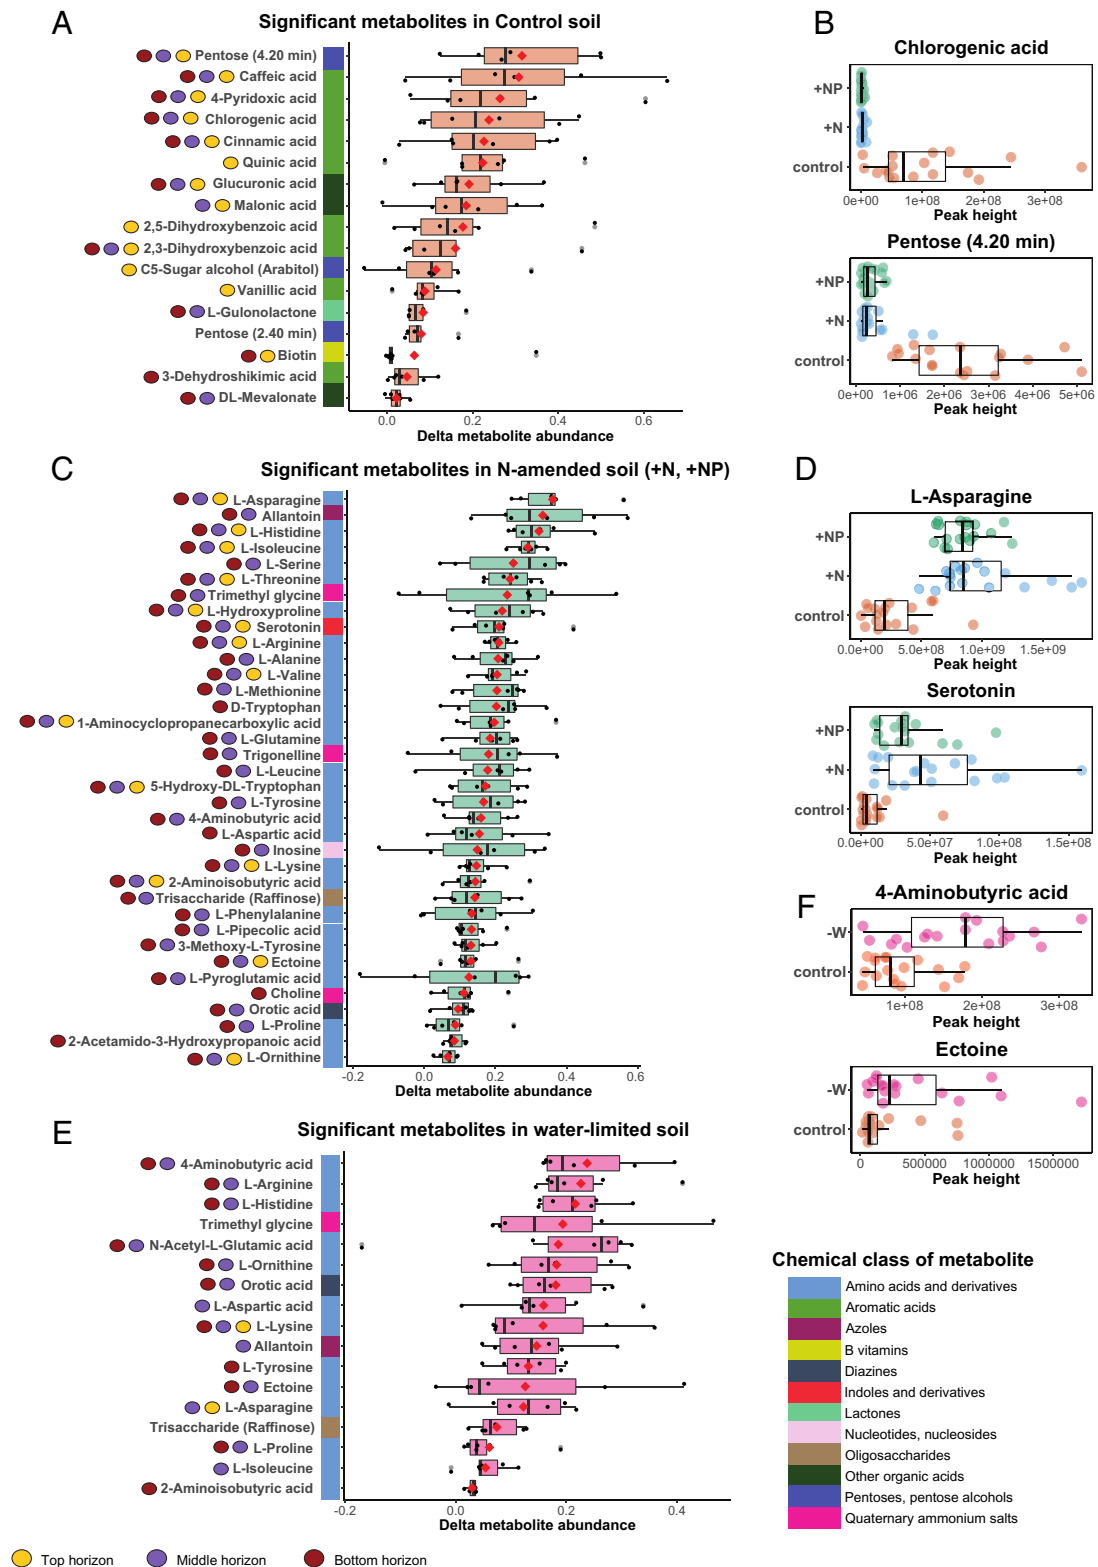 A
Significant metabolites in Control soil
Pentose (4.20 min)
Caffeic acid
4-Pyridoxic acid
Chlorogenic acid
Cinnamic acid
Quinic acid
Glucuronic acid
Malonic acid
2,5-Dihydroxybenzoic acid
2,3-Dihydroxybenzoic acid
C5-Sugar alcohol (Arabitol)
Vanillic acid
L-Gulonolactone
Pentose (2.40 min)
Biotin
3-Dehydroshikimic acid
DL-Mevalonate
0.0 0.2 0.4 0.6
Delta metabolite abundance
B
Chlorogenic acid
+NP
+N
control
0e+00 1e+08 2e+08 3e+08
Peak height
Pentose (4.20 min)
+NP
+N
control
0e+00 1e+06 2e+06 3e+06 4e+06 5e+06
Peak height
C
Significant metabolites in N-amended soil (+N, +NP)
L-Asparagine
Allantoin
L-Histidine
L-Isoleucine
L-Serine
L-Threonine
Trimethyl glycine
L-Hydroxyproline
Serotonin
L-Arginine
L-Alanine
L-Valine
L-Methionine
D-Tryptophan
1-Aminocyclopropanecarboxylic acid
L-Glutamine
Trigonelline
L-Leucine
5-Hydroxy-DL-Tryptophan
L-Tyrosine
4-Aminobutyric acid
L-Aspartic acid
Inosine
L-Lysine
2-Aminoisobutyric acid
Trisaccharide (Raffinose)
L-Phenylalanine
L-Pipecolic acid
3-Methoxy-L-Tyrosine
Ectoine
L-Pyroglutamic acid
Choline
Orotic acid
L-Proline
2-Acetamido-3-Hydroxypropanoic acid
L-Ornithine
-0.2 0.0 0.2 0.4 0.6
Delta metabolite abundance
D
L-Asparagine
+NP
+N
control
0.0e+00 5.0e+08 1.0e+09 1.5e+09
Peak height
Serotonin
+NP
+N
control
0.0e+00 5.0e+07 1.0e+08 1.5e+08
Peak height
E
Significant metabolites in water-limited soil
4-Aminobutyric acid
L-Arginine
L-Histidine
Trimethyl glycine
N-Acetyl-L-Glutamic acid
L-Ornithine
Orotic acid
L-Aspartic acid
L-Lysine
Allantoin
L-Tyrosine
Ectoine
L-Asparagine
Trisaccharide (Raffinose)
L-Proline
L-Isoleucine
2-Aminoisobutyric acid
-0.2 0.0 0.2 0.4
Delta metabolite abundance
F
4-Aminobutyric acid
-W
control
1e+08 2e+08 3e+08
Peak height
Ectoine
-W
control
0 500000 1000000 1500000
Peak height
Chemical class of metabolite
Amino acids and derivatives
Aromatic acids
Azoles
B vitamins
Diazines
Indoles and derivatives
Lactones
Nucleotides, nucleosides
Oligosaccharides
Other organic acids
Pentoses, pentose alcohols
Quaternary ammonium salts
Top horizon Middle horizon Bottom horizon